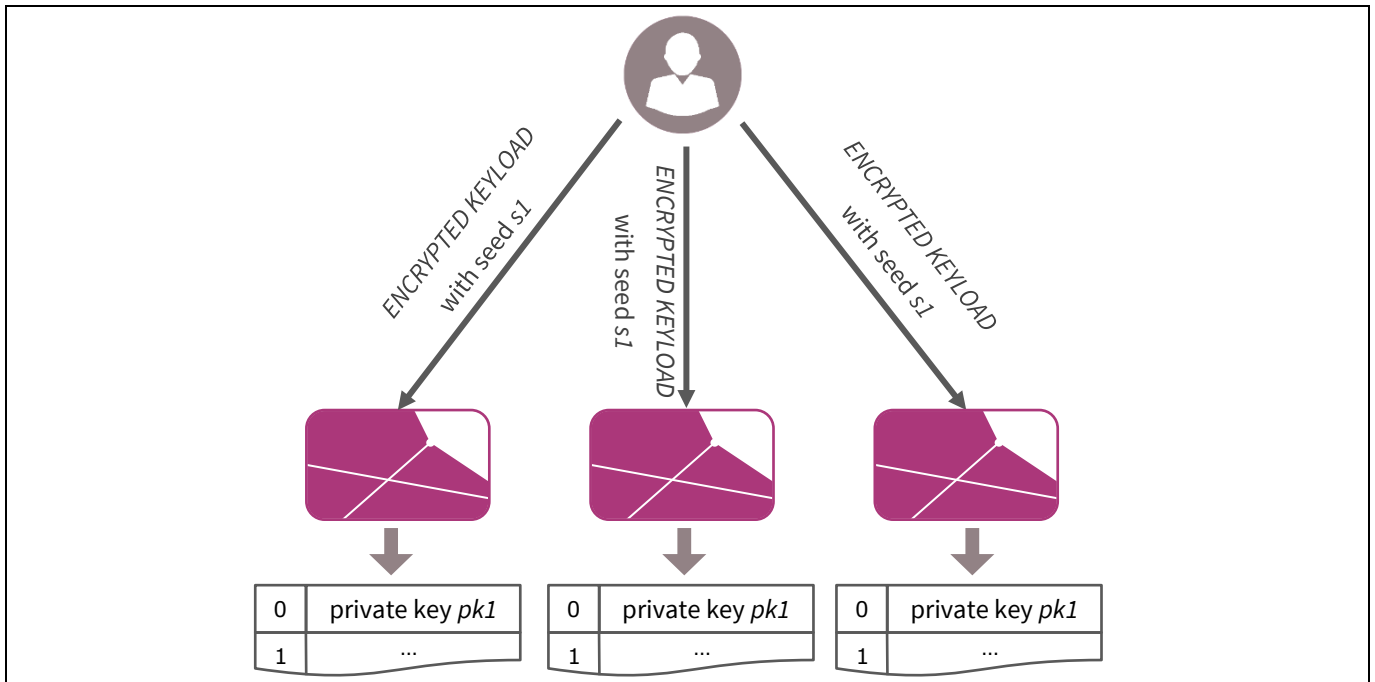 ENCRYPTED KEYLOAD
with seed s1
ENCRYPTED KEYLOAD
with seed s1
ENCRYPTED KEYLOAD
with seed s1
0 private key pk1
1 ...
0 private key pk1
1 ...
0 private key pk1
1 ...